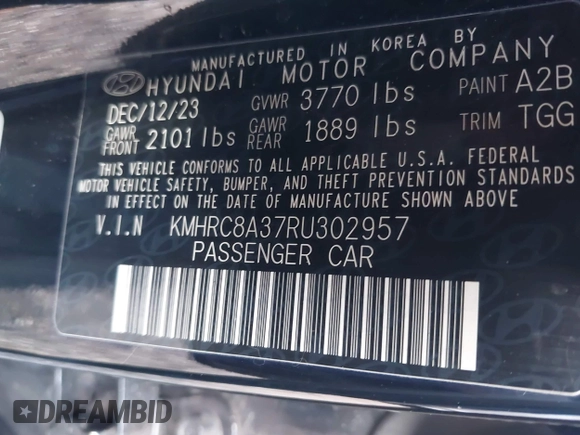 MANUFACTURED IN KOREA BY
HYUNDAI MOTOR COMPANY
DEC/12/23 GVWR 3770 lbs PAINT A2B
GAWR FRONT 2101 lbs GAWR REAR 1889 lbs TRIM TGG
THIS VEHICLE CONFORMS TO ALL APPLICABLE U.S.A. FEDERAL
MOTOR VEHICLE SAFETY, BUMPER, AND THEFT PREVENTION STANDARDS
IN EFFECT ON THE DATE OF MANUFACTURE SHOWN ABOVE.
V.I.N KMHRC8A37RU302957
PASSENGER CAR
DREAMBID